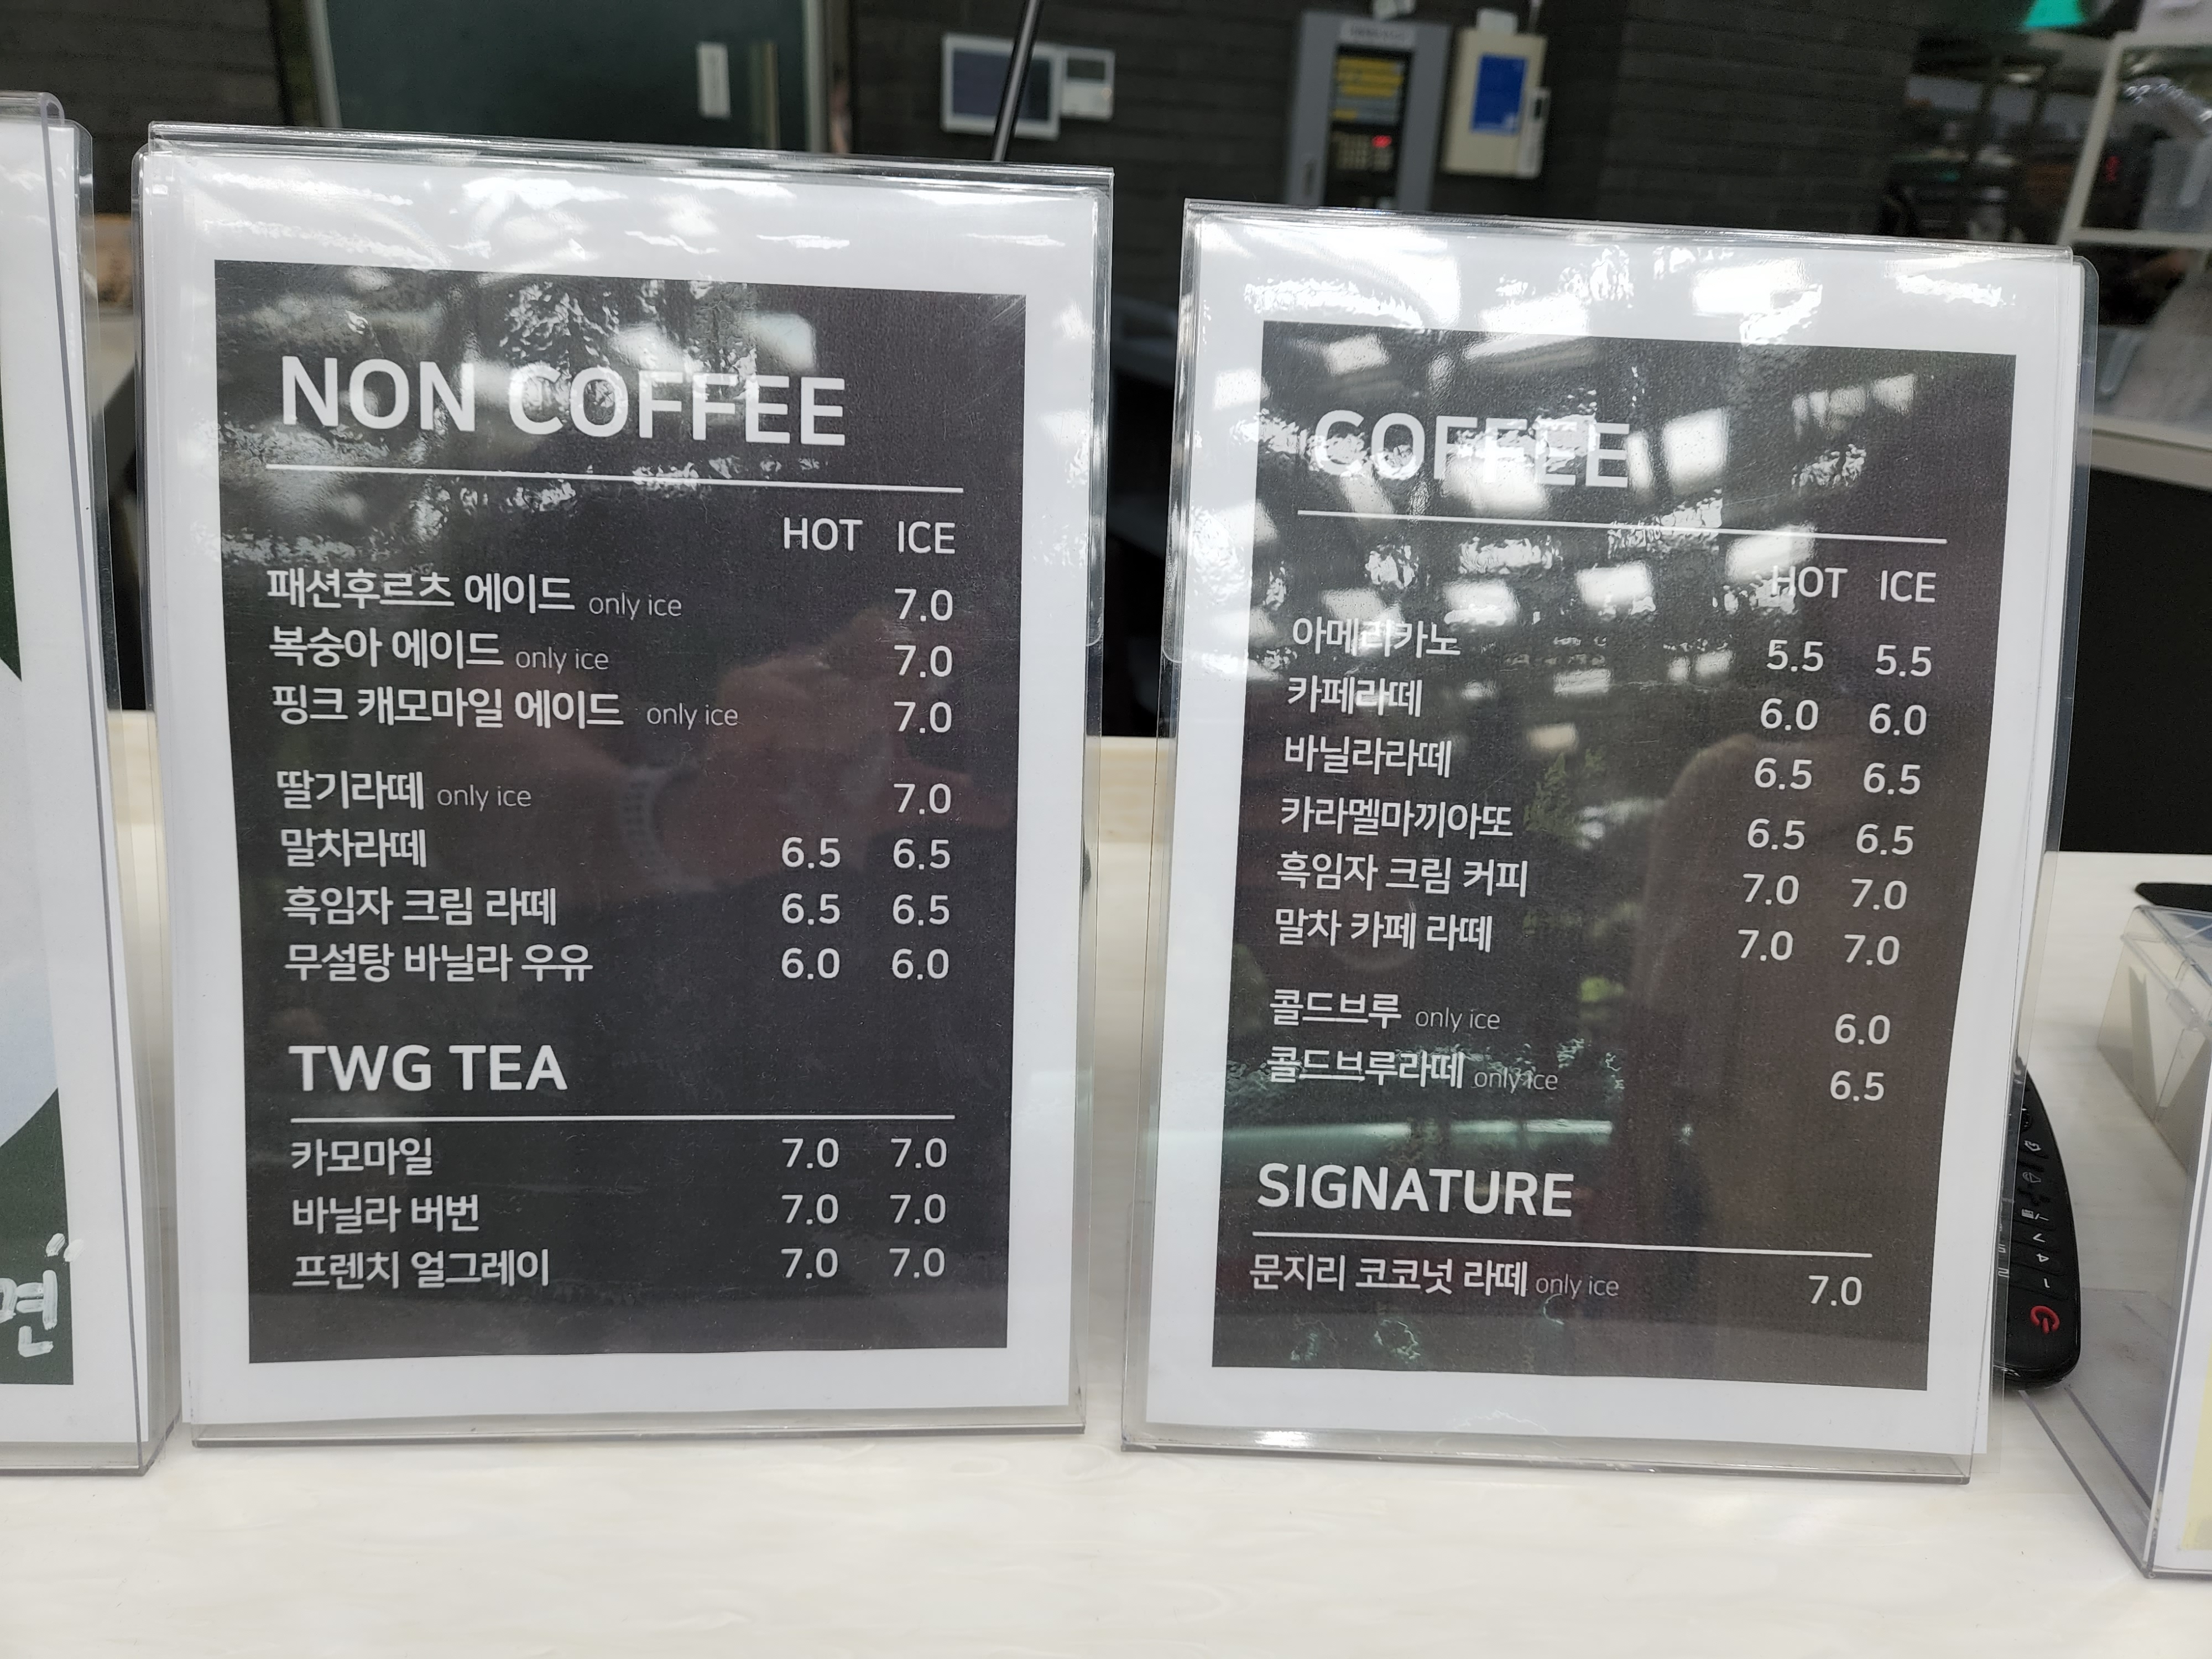 NON COFFEE
HOT ICE
패션후르츠 에이드 only ice 7.0
복숭아 에이드 only ice 7.0
핑크 캐모마일 에이드 only ice 7.0
딸기라떼 only ice 7.0
말차라떼 6.5 6.5
흑임자 크림 라떼 6.5 6.5
무설탕 바닐라 우유 6.0 6.0
TWG TEA
카모마일 7.0 7.0
바닐라 버번 7.0 7.0
프렌치 얼그레이 7.0 7.0
COFFEE
HOT ICE
아메리카노 5.5 5.5
카페라떼 6.0 6.0
바닐라라떼 6.5 6.5
카라멜마끼아또 6.5 6.5
흑임자 크림 커피 7.0 7.0
말차 카페 라떼 7.0 7.0
콜드브루 only ice 6.0
콜드브루라떼 only ice 6.5
SIGNATURE
문지리 코코넛 라떼 only ice 7.0